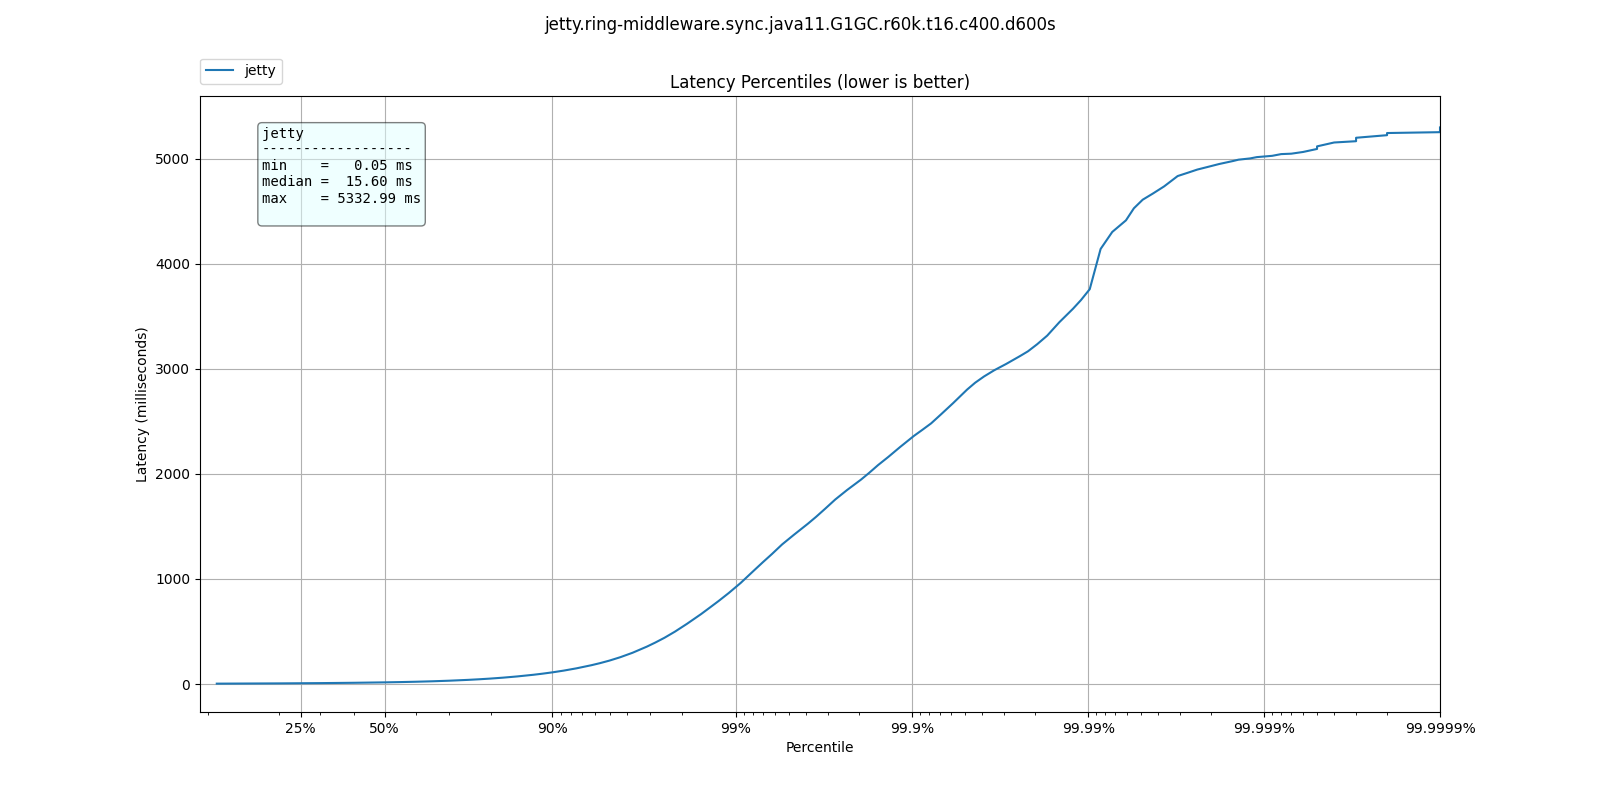 jetty.ring-middleware.sync.java11.G1GC.r60k.t16.c400.d600s
jetty
Latency Percentiles (lower is better)
jetty
------------------
min    =   0.05 ms
median =  15.60 ms
max    = 5332.99 ms
5000
4000
3000
2000
1000
0
Latency (milliseconds)
25% 50% 90% 99% 99.9% 99.99% 99.999% 99.9999%
Percentile